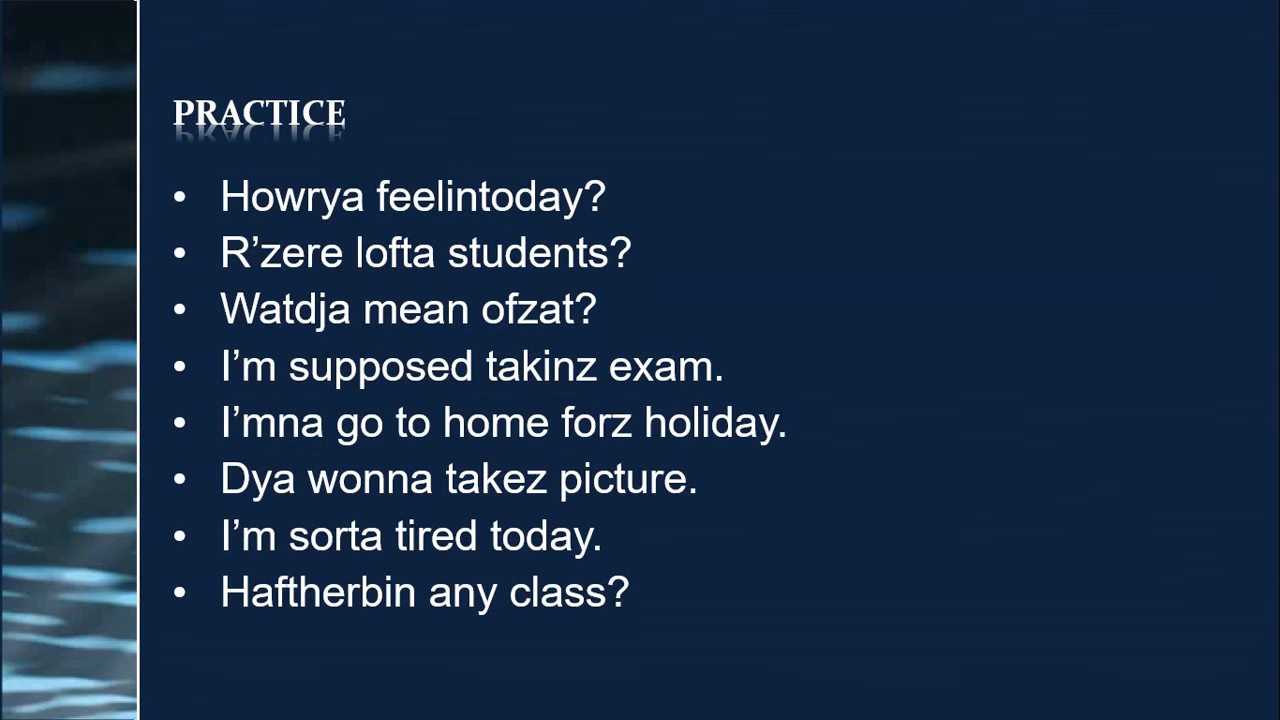 PRACTICE
• Howrya feelintoday?
• R’zere lofta students?
• Watdja mean ofzat?
• I’m supposed takinz exam.
• I’mna go to home forz holiday.
• Dya wonna takez picture.
• I’m sorta tired today.
• Haftherbin any class?